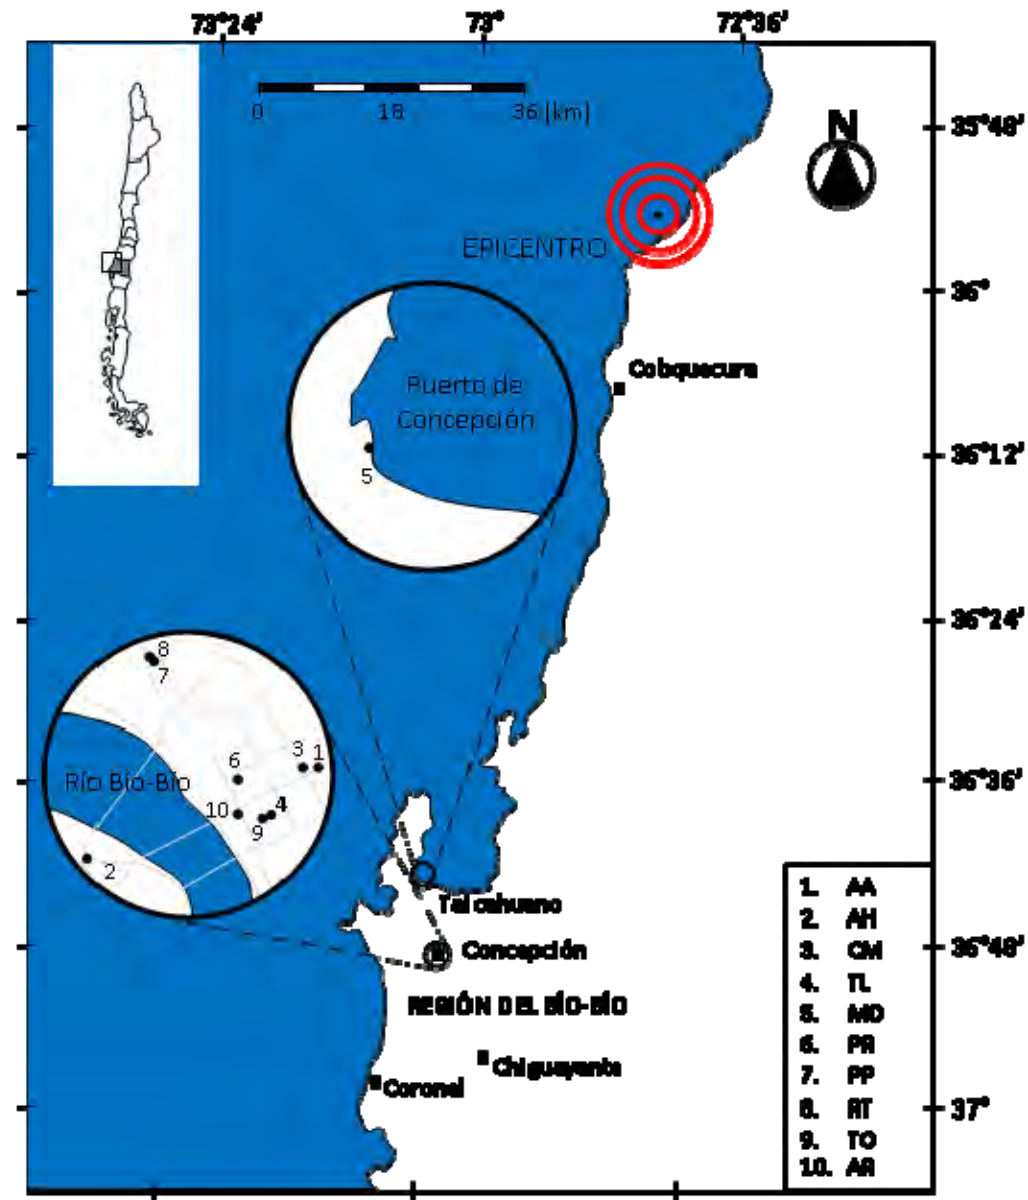 73°24' 73° 72°36'
0 18 36 [km]
N
35°48'
EPICENTRO
36°
Cobquecura
Puerto de
Concepción
5
36°12'
36°24'
8
7
3 1
6
Río Bío-Bío
10 4
9
2
36°36'
Talcahuano
Concepción
36°48'
REGIÓN DEL BÍO-BÍO
Chiguayante
Coronel
37°
1. AA
2. AH
3. CM
4. TL
5. MO
6. PR
7. PP
8. RT
9. TO
10. AR